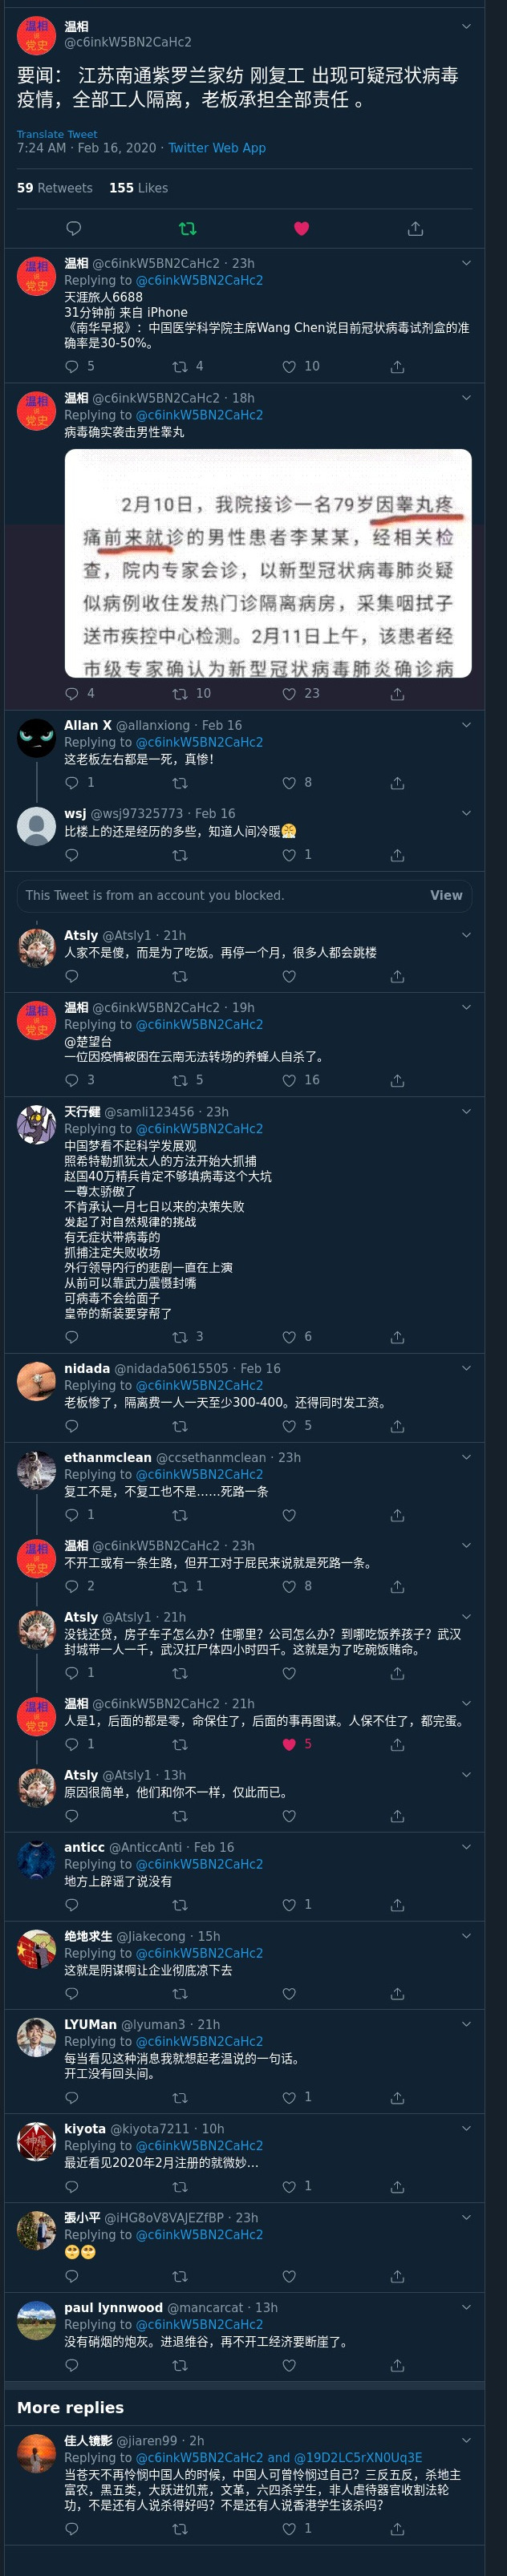 温相
@c6inkW5BN2CaHc2
要闻： 江苏南通紫罗兰家纺 刚复工 出现可疑冠状病毒
疫情，全部工人隔离，老板承担全部责任 。
Translate Tweet
7:24 AM · Feb 16, 2020 · Twitter Web App
59 Retweets 155 Likes
温相 @c6inkW5BN2CaHc2 · 23h
Replying to @c6inkW5BN2CaHc2
天涯旅人6688
31分钟前 来自 iPhone
《南华早报》：中国医学科学院主席Wang Chen说目前冠状病毒试剂盒的准
确率是30-50%。
5 4 10
温相 @c6inkW5BN2CaHc2 · 18h
Replying to @c6inkW5BN2CaHc2
病毒确实袭击男性睾丸
2月10日，我院接诊一名79岁因睾丸疼
痛前来就诊的男性患者李某某，经相关检
查，院内专家会诊，以新型冠状病毒肺炎疑
似病例收住发热门诊隔离病房，采集咽拭子
送市疾控中心检测。2月11日上午，该患者经
市级专家确认为新型冠状病毒肺炎确诊病
4 10 23
Allan X @allanxiong · Feb 16
Replying to @c6inkW5BN2CaHc2
这老板左右都是一死，真惨！
1 8
wsj @wsj97325773 · Feb 16
比楼上的还是经历的多些，知道人间冷暖😤
1
This Tweet is from an account you blocked. View
Atsly @Atsly1 · 21h
人家不是傻，而是为了吃饭。再停一个月，很多人都会跳楼
温相 @c6inkW5BN2CaHc2 · 19h
Replying to @c6inkW5BN2CaHc2
@楚望台
一位因疫情被困在云南无法转场的养蜂人自杀了。
3 5 16
天行健 @samli123456 · 23h
Replying to @c6inkW5BN2CaHc2
中国梦看不起科学发展观
照希特勒抓犹太人的方法开始大抓捕
赵国40万精兵肯定不够填病毒这个大坑
一尊太骄傲了
不肯承认一月七日以来的决策失败
发起了对自然规律的挑战
有无症状带病毒的
抓捕注定失败收场
外行领导内行的悲剧一直在上演
从前可以靠武力震慑封嘴
可病毒不会给面子
皇帝的新装要穿帮了
3 6
nidada @nidada50615505 · Feb 16
Replying to @c6inkW5BN2CaHc2
老板惨了，隔离费一人一天至少300-400。还得同时发工资。
5
ethanmclean @ccsethanmclean · 23h
Replying to @c6inkW5BN2CaHc2
复工不是，不复工也不是……死路一条
1
温相 @c6inkW5BN2CaHc2 · 23h
不开工或有一条生路，但开工对于屁民来说就是死路一条。
2 1 8
Atsly @Atsly1 · 21h
没钱还贷，房子车子怎么办？住哪里？公司怎么办？到哪吃饭养孩子？武汉
封城带一人一千，武汉扛尸体四小时四千。这就是为了吃碗饭赌命。
1
温相 @c6inkW5BN2CaHc2 · 21h
人是1，后面的都是零，命保住了，后面的事再图谋。人保不住了，都完蛋。
1 5
Atsly @Atsly1 · 13h
原因很简单，他们和你不一样，仅此而已。
anticc @AnticcAnti · Feb 16
Replying to @c6inkW5BN2CaHc2
地方上辟谣了说没有
1
绝地求生 @Jiakecong · 15h
Replying to @c6inkW5BN2CaHc2
这就是阴谋啊让企业彻底凉下去
LYUMan @lyuman3 · 21h
Replying to @c6inkW5BN2CaHc2
每当看见这种消息我就想起老温说的一句话。
开工没有回头间。
1
kiyota @kiyota7211 · 10h
Replying to @c6inkW5BN2CaHc2
最近看见2020年2月注册的就微妙…
1
張小平 @iHG8oV8VAJEZfBP · 23h
Replying to @c6inkW5BN2CaHc2
🙄🙄
paul lynnwood @mancarcat · 13h
Replying to @c6inkW5BN2CaHc2
没有硝烟的炮灰。进退维谷，再不开工经济要断崖了。
More replies
佳人镜影 @jiaren99 · 2h
Replying to @c6inkW5BN2CaHc2 and @19D2LC5rXN0Uq3E
当苍天不再怜悯中国人的时候，中国人可曾怜悯过自己？三反五反，杀地主
富农，黑五类，大跃进饥荒，文革，六四杀学生，非人虐待器官收割法轮
功，不是还有人说杀得好吗？不是还有人说香港学生该杀吗？
1